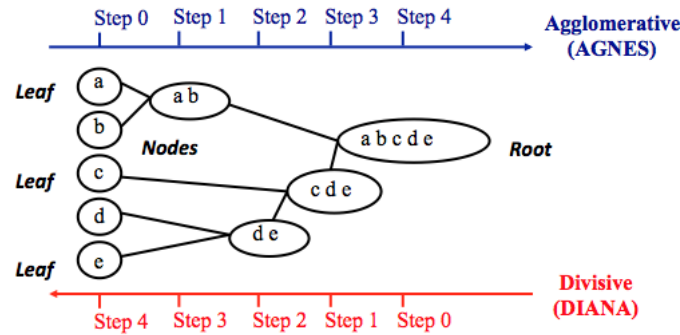 Step 0 Step 1 Step 2 Step 3 Step 4
Agglomerative
(AGNES)
Leaf
a
a b
b
Nodes
a b c d e
Root
Leaf
c
c d e
d
d e
Leaf
e
Step 4 Step 3 Step 2 Step 1 Step 0
Divisive
(DIANA)